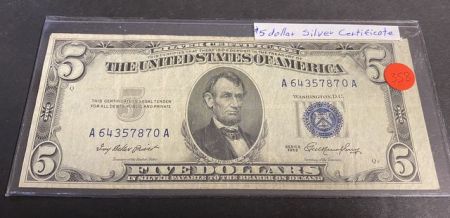 5 dollar Silver Certificate
353
SILVER CERTIFICATE
5 THE UNITED STATES OF AMERICA 5
A 64357870 A
THIS CERTIFICATE IS LEGAL TENDER
FOR ALL DEBTS, PUBLIC AND PRIVATE
WASHINGTON, D.C.
5
A 64357870 A
SERIES
1953
5 FIVE DOLLARS 5
IN SILVER PAYABLE TO THE BEARER ON DEMAND